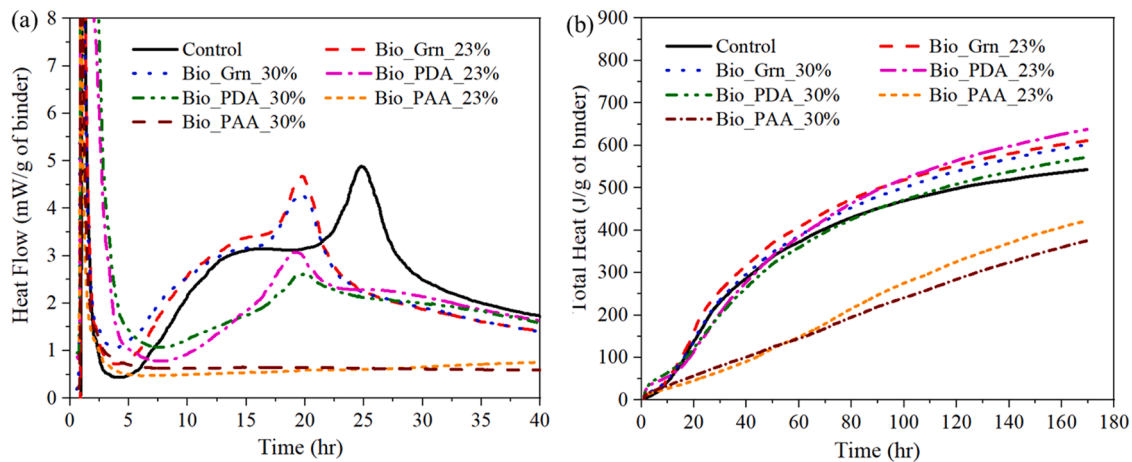 (a)
Heat Flow (mW/g of binder)
8
7
6
5
4
3
2
1
0
Control
Bio_Grn_23%
Bio_Grn_30%
Bio_PDA_23%
Bio_PDA_30%
Bio_PAA_23%
Bio_PAA_30%
0 5 10 15 20 25 30 35 40
Time (hr)
(b)
Total Heat (J/g of binder)
900
800
700
600
500
400
300
200
100
0
Control
Bio_Grn_23%
Bio_Grn_30%
Bio_PDA_23%
Bio_PDA_30%
Bio_PAA_23%
Bio_PAA_30%
0 20 40 60 80 100 120 140 160 180
Time (hr)